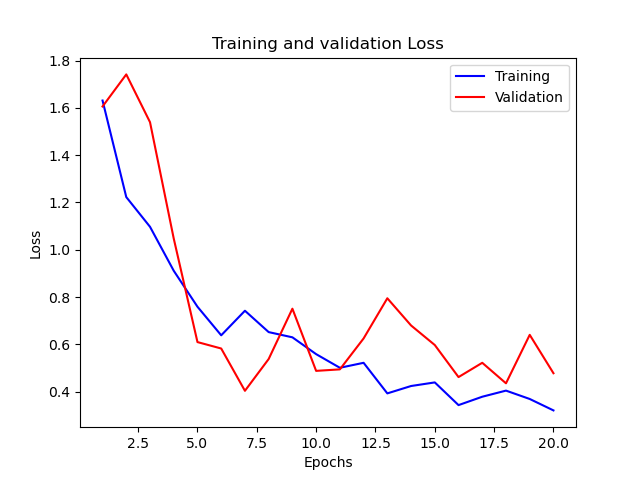 Training and validation Loss
1.8
1.6
1.4
1.2
1.0
0.8
0.6
0.4
Loss
Training
Validation
2.5 5.0 7.5 10.0 12.5 15.0 17.5 20.0
Epochs